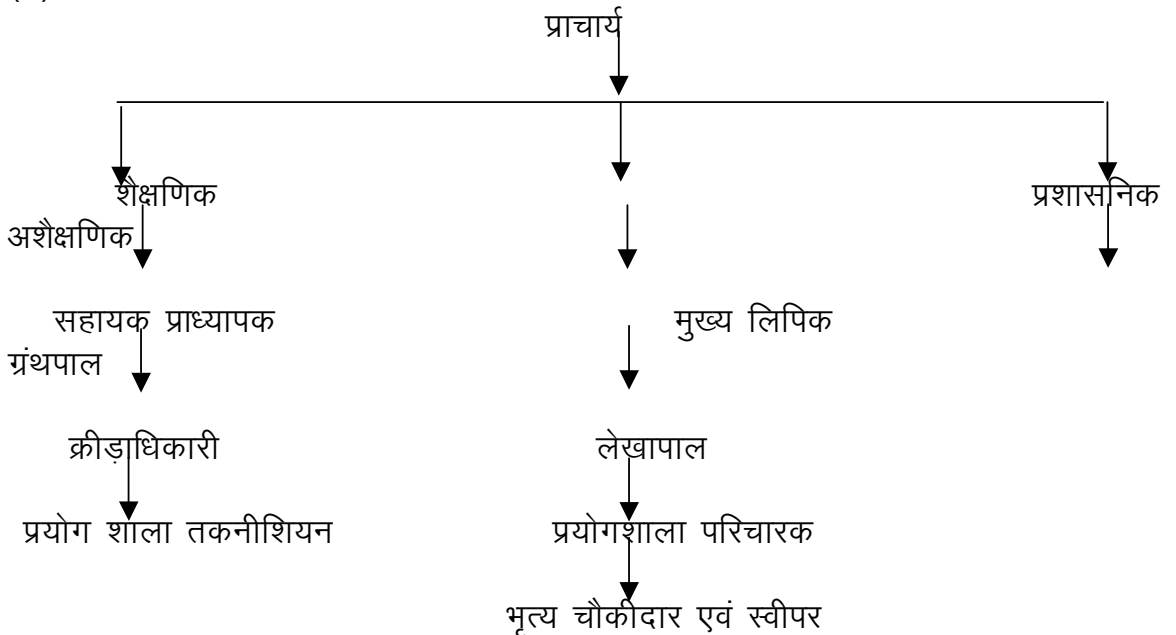 प्राचार्य
शैक्षणिक प्रशासनिक
अशैक्षणिक
सहायक प्राध्यापक मुख्य लिपिक
ग्रंथपाल
क्रीड़ाधिकारी लेखापाल
प्रयोग शाला तकनीशियन प्रयोगशाला परिचारक
भृत्य चौकीदार एवं स्वीपर